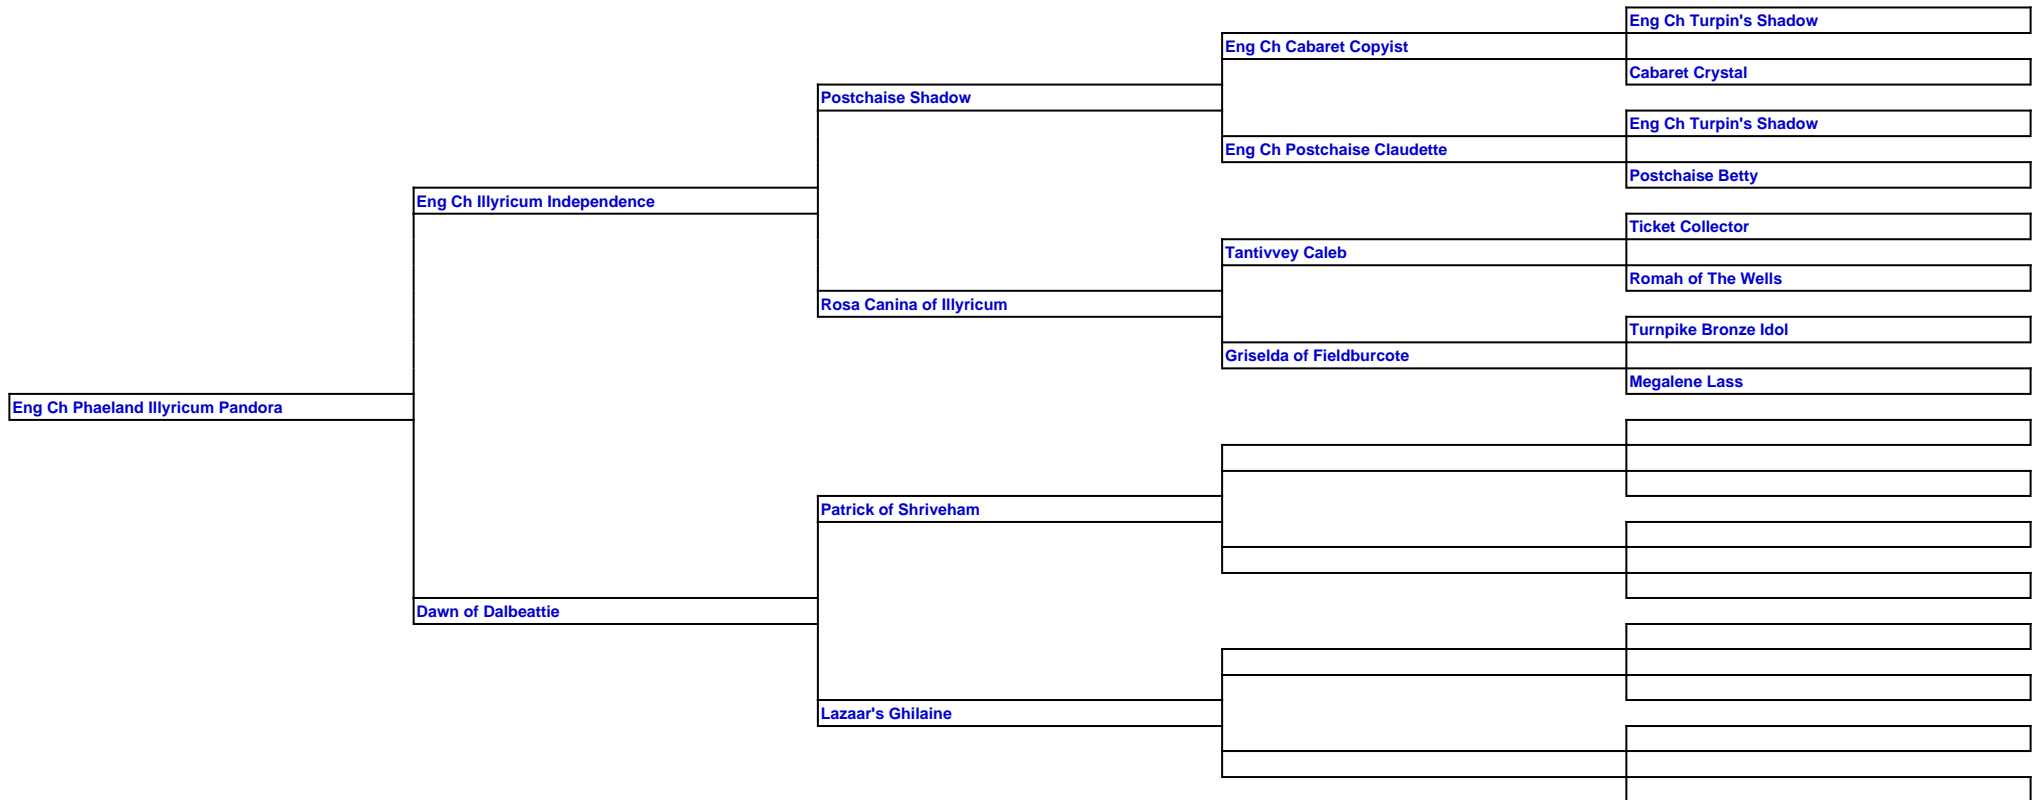 Eng Ch Turpin's Shadow
Eng Ch Cabaret Copyist
Cabaret Crystal
Postchaise Shadow
Eng Ch Turpin's Shadow
Eng Ch Postchaise Claudette
Postchaise Betty
Eng Ch Illyricum Independence
Ticket Collector
Tantivvey Caleb
Romah of The Wells
Rosa Canina of Illyricum
Turnpike Bronze Idol
Griselda of Fieldburcote
Megalene Lass
Eng Ch Phaeland Illyricum Pandora
Patrick of Shriveham
Dawn of Dalbeattie
Lazaar's Ghilaine